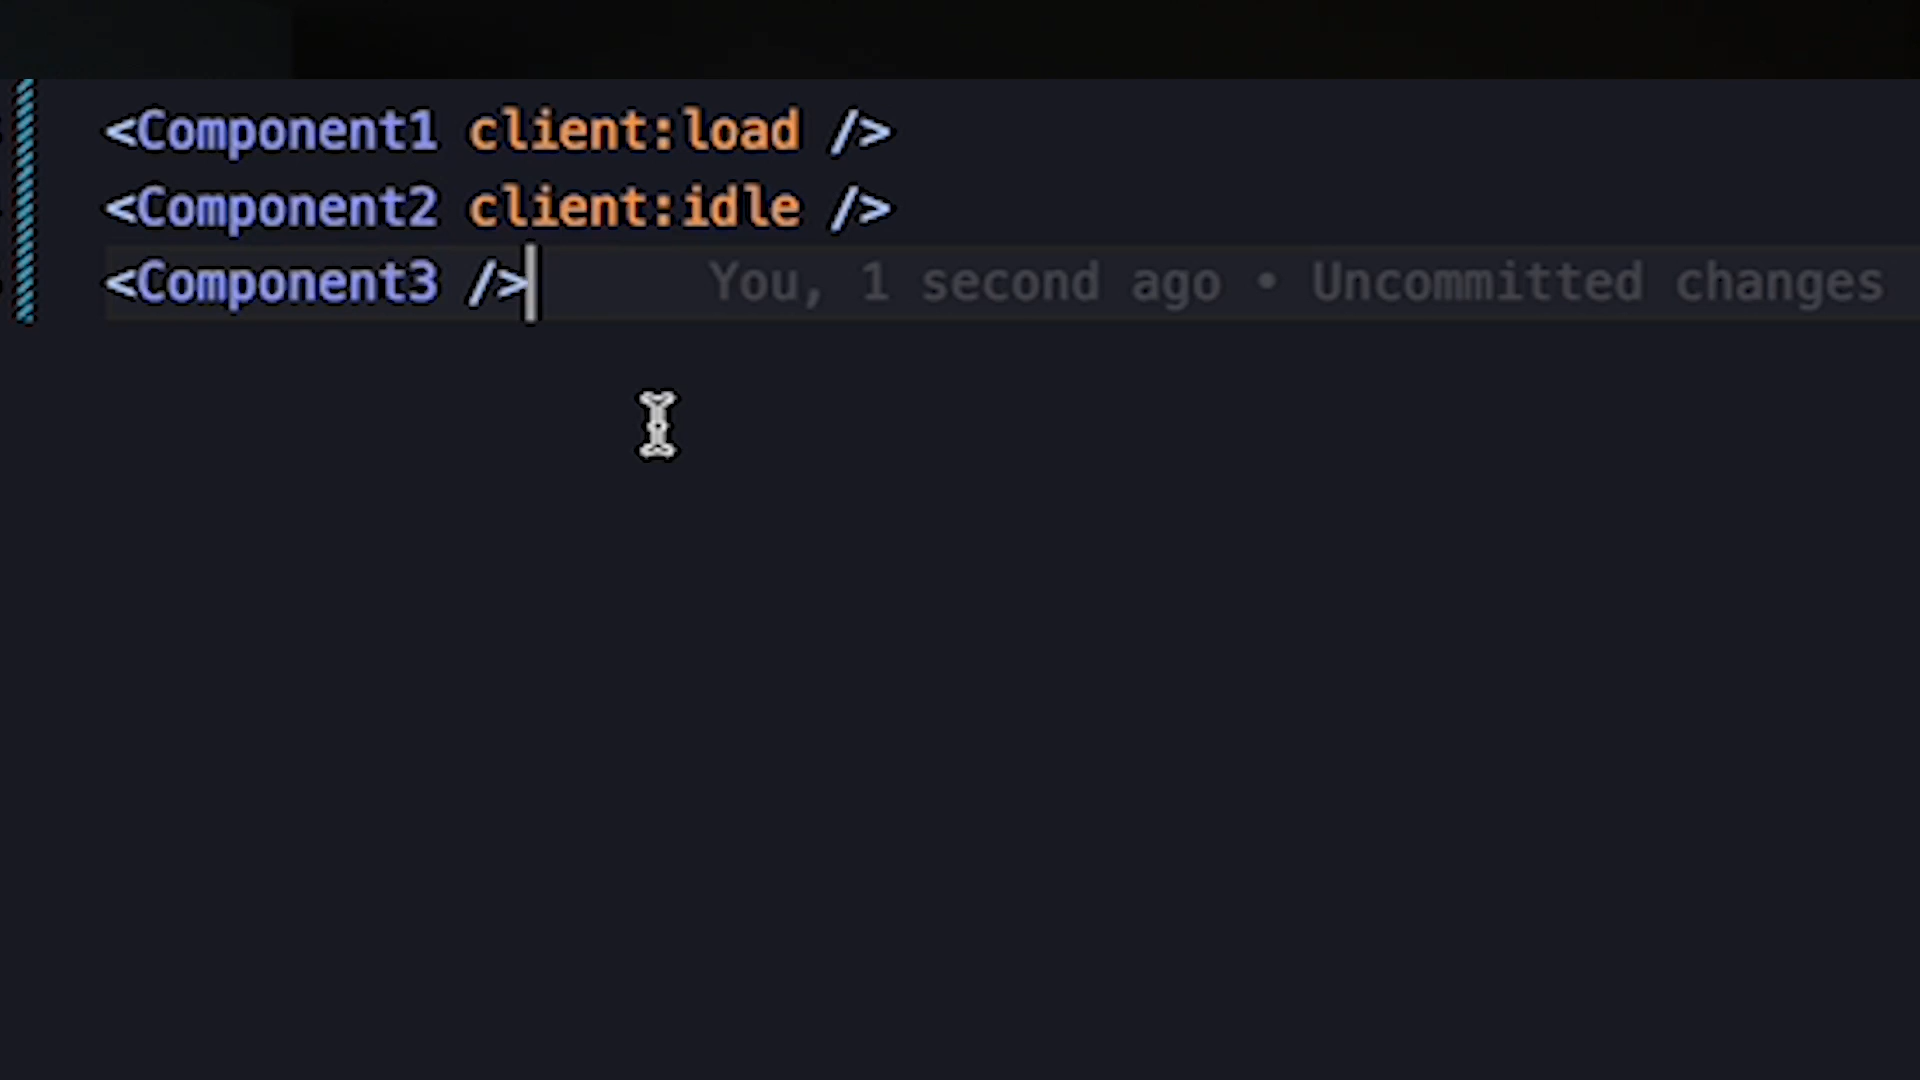 <Component1 client:load />
<Component2 client:idle />
<Component3 /> You, 1 second ago • Uncommitted changes